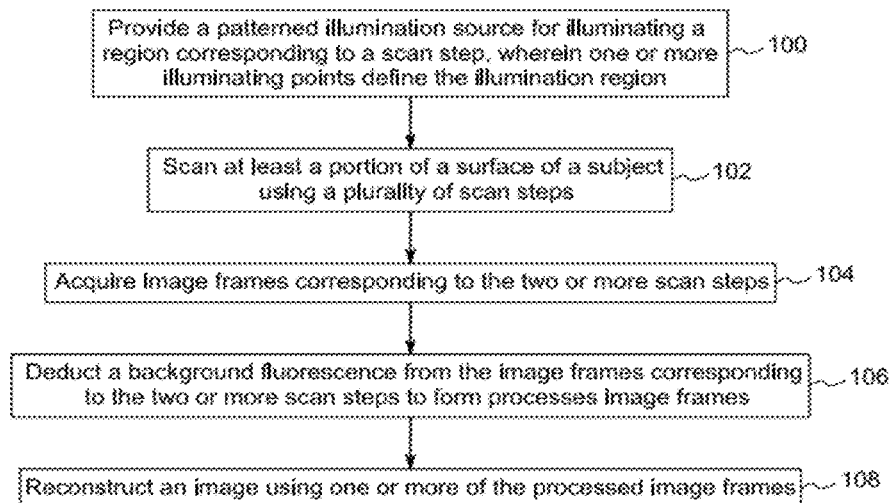 Provide a patterned illumination source for illuminating a
region corresponding to a scan step, wherein one or more
illuminating points define the illumination region
100
Scan at least a portion of a surface of a subject
using a plurality of scan steps
102
Acquire image frames corresponding to the two or more scan steps
104
Deduct a background fluorescence from the image frames corresponding
to the two or more scan steps to form processes image frames
106
Reconstruct an image using one or more of the processed image frames
108